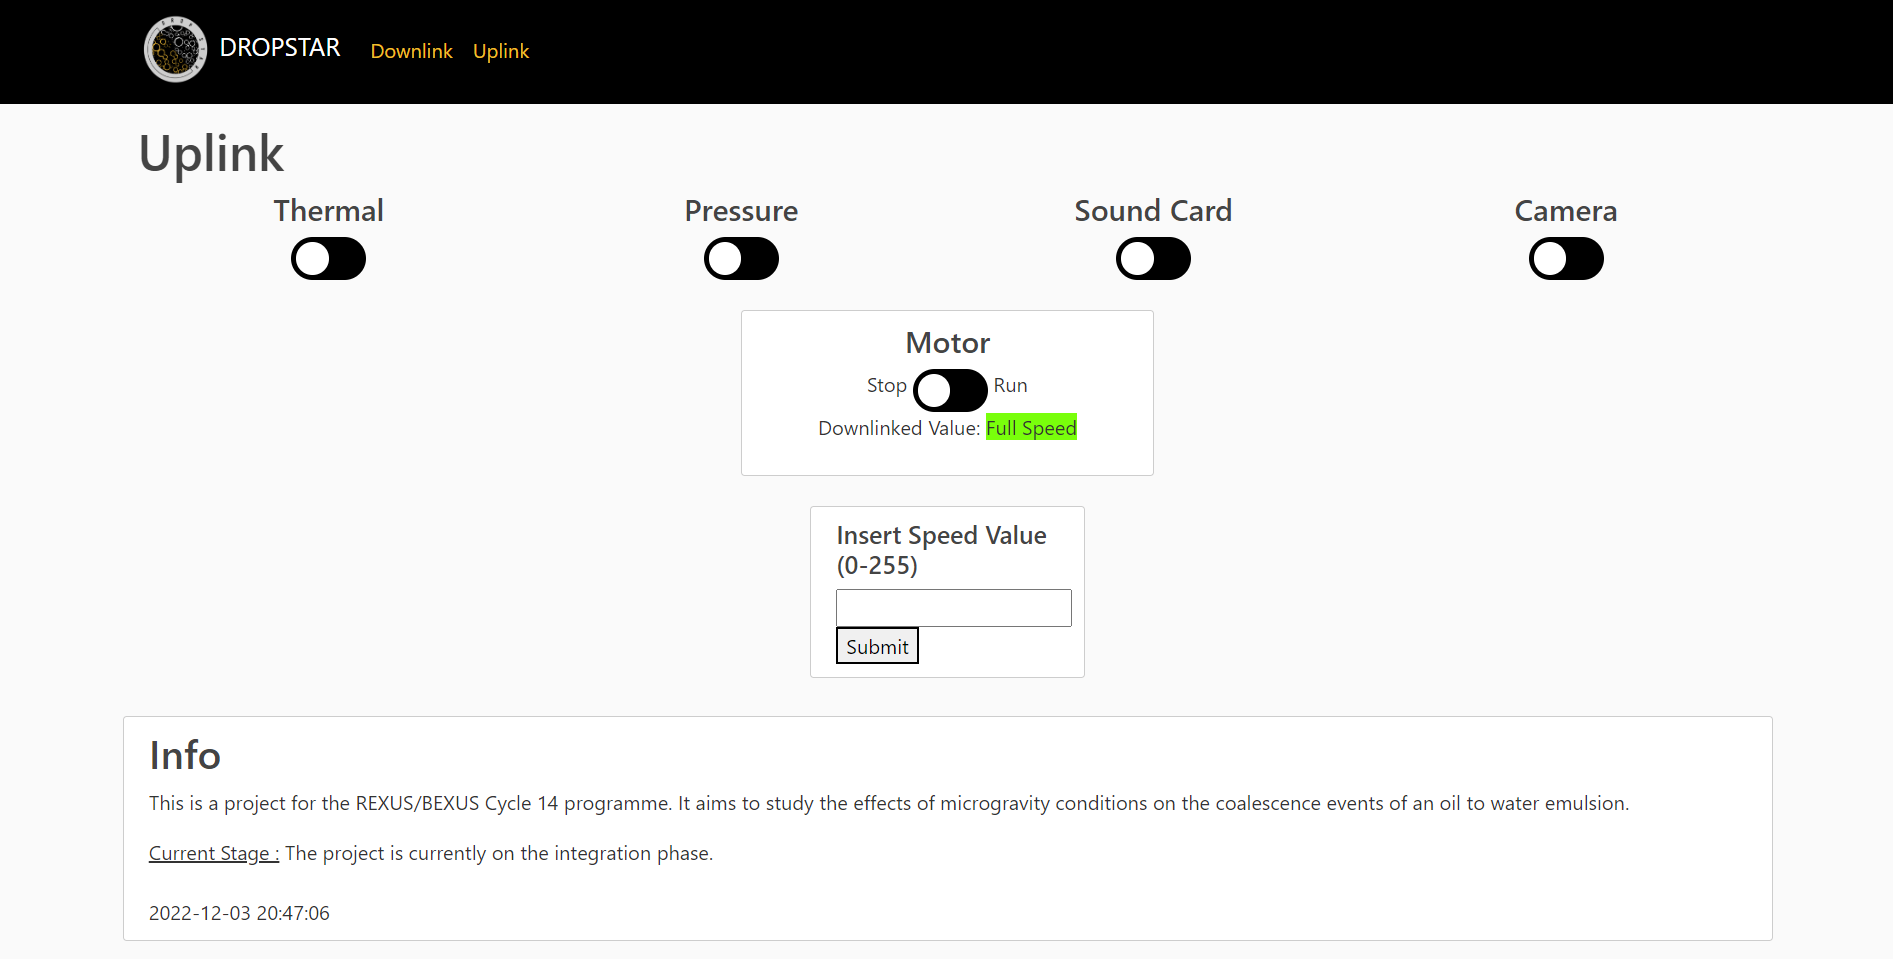 DROPSTAR Downlink Uplink
Uplink
Thermal Pressure Sound Card Camera
Motor
Stop Run
Downlinked Value: Full Speed
Insert Speed Value
(0-255)
Submit
Info
This is a project for the REXUS/BEXUS Cycle 14 programme. It aims to study the effects of microgravity conditions on the coalescence events of an oil to water emulsion.
Current Stage : The project is currently on the integration phase.
2022-12-03 20:47:06